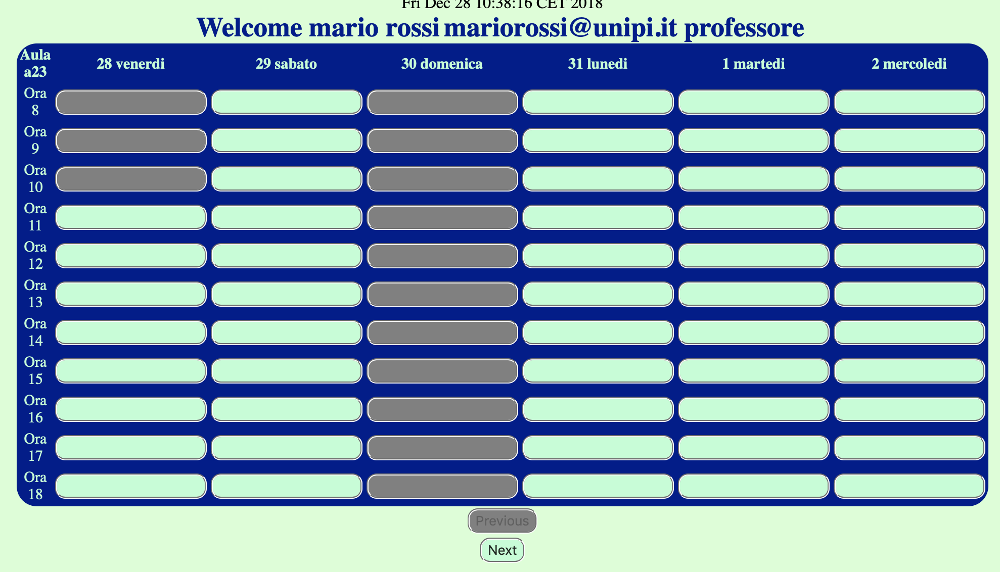 Fri Dec 28 10:38:16 CET 2018
Welcome mario rossi mariorossi@unipi.it professore
Aula a23 28 venerdi 29 sabato 30 domenica 31 lunedi 1 martedi 2 mercoledi
Ora 8
Ora 9
Ora 10
Ora 11
Ora 12
Ora 13
Ora 14
Ora 15
Ora 16
Ora 17
Ora 18
Previous
Next